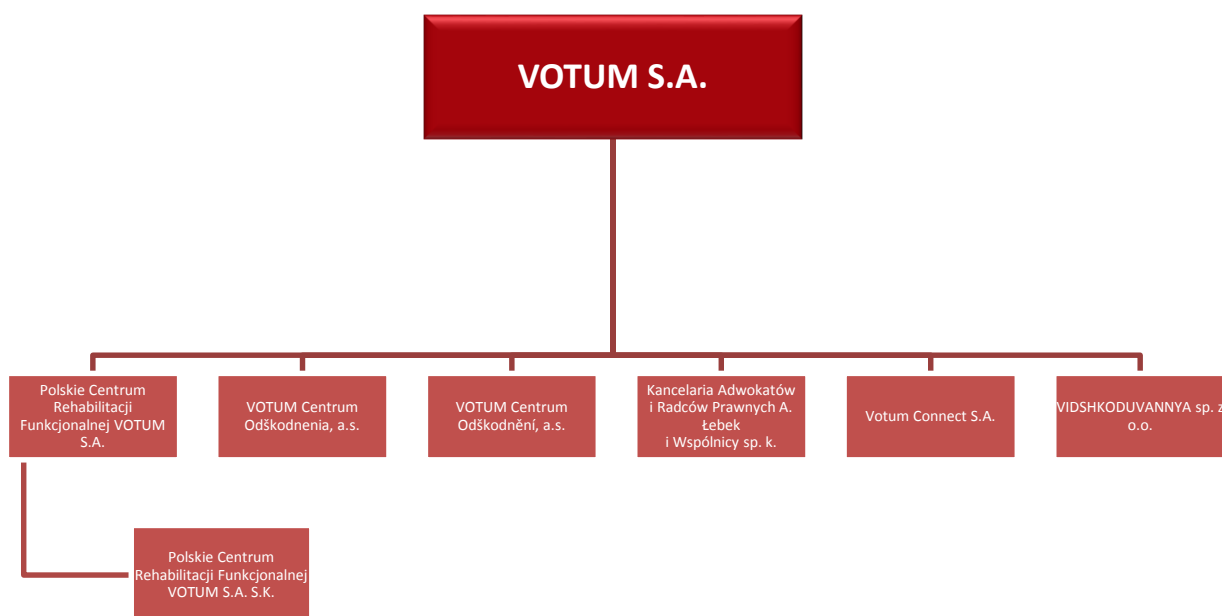 VOTUM S.A.
Polskie Centrum
Rehabilitacji
Funkcjonalnej VOTUM
S.A.
VOTUM Centrum
Odškodnenia, a.s.
VOTUM Centrum
Odškodnění, a.s.
Kancelaria Adwokatów
i Radców Prawnych A.
Łebek
i Wspólnicy sp. k.
Votum Connect S.A.
VIDSHKODUVANNYA sp. z
o.o.
Polskie Centrum
Rehabilitacji Funkcjonalnej
VOTUM S.A. S.K.